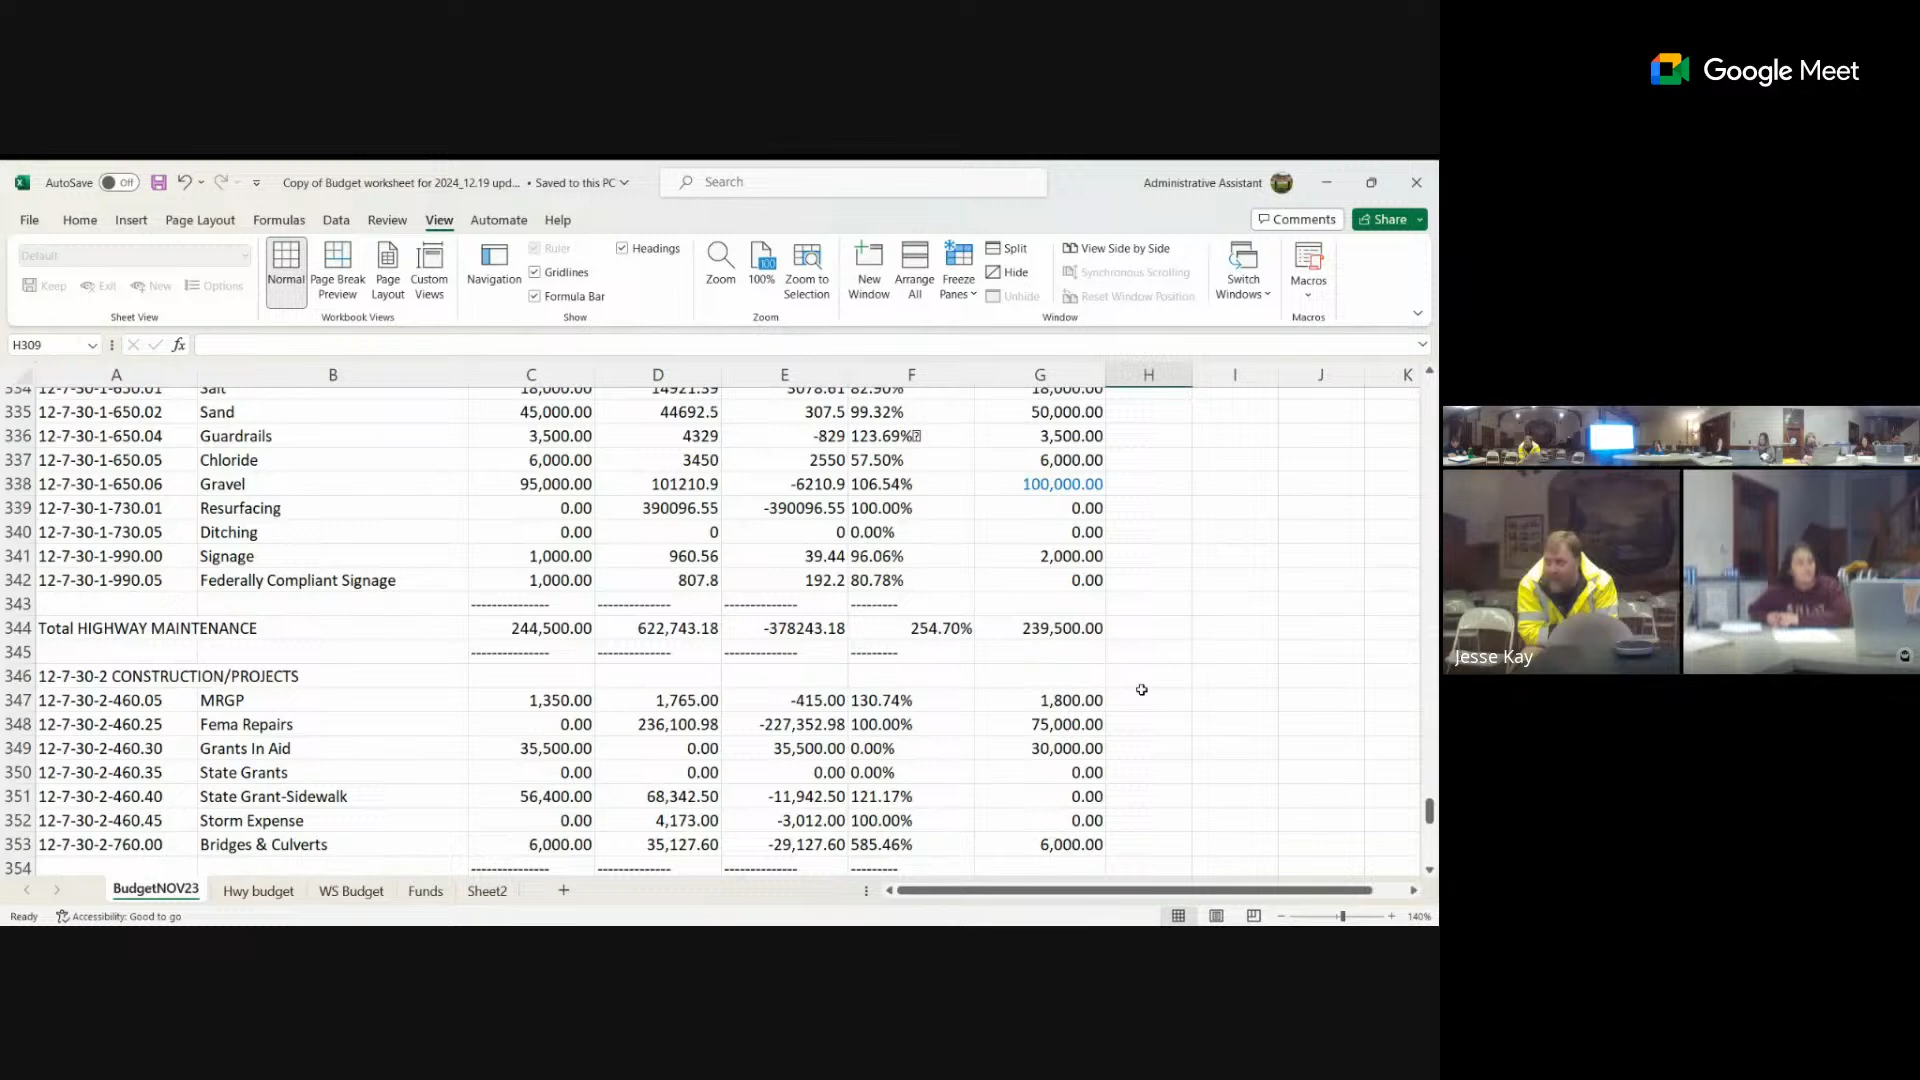 Google Meet
AutoSave Off Copy of Budget worksheet for 2024_12.19 upd... • Saved to this PC Search Administrative Assistant
File Home Insert Page Layout Formulas Data Review View Automate Help Comments Share
Default
Keep Exit New Options
Sheet View
Normal Page Break Preview Page Layout Custom Views
Workbook Views
Navigation Ruler Gridlines Formula Bar Headings
Show
Zoom 100% Zoom to Selection
Zoom
New Window Arrange All Freeze Panes Split Hide Unhide View Side by Side Synchronous Scrolling Reset Window Position Switch Windows
Window
Macros
Macros
H309 fx
A B C D E F G H I J K
334 12-7-30-1-650.01 Salt 18,000.00 14921.39 3078.61 82.90% 18,000.00
335 12-7-30-1-650.02 Sand 45,000.00 44692.5 307.5 99.32% 50,000.00
336 12-7-30-1-650.04 Guardrails 3,500.00 4329 -829 123.69% 3,500.00
337 12-7-30-1-650.05 Chloride 6,000.00 3450 2550 57.50% 6,000.00
338 12-7-30-1-650.06 Gravel 95,000.00 101210.9 -6210.9 106.54% 100,000.00
339 12-7-30-1-730.01 Resurfacing 0.00 390096.55 -390096.55 100.00% 0.00
340 12-7-30-1-730.05 Ditching 0.00 0 0 0.00% 0.00
341 12-7-30-1-990.00 Signage 1,000.00 960.56 39.44 96.06% 2,000.00
342 12-7-30-1-990.05 Federally Compliant Signage 1,000.00 807.8 192.2 80.78% 0.00
343 --------------- -------------- -------------- ---------
344 Total HIGHWAY MAINTENANCE 244,500.00 622,743.18 -378243.18 254.70% 239,500.00
345 --------------- -------------- -------------- ---------
346 12-7-30-2 CONSTRUCTION/PROJECTS
347 12-7-30-2-460.05 MRGP 1,350.00 1,765.00 -415.00 130.74% 1,800.00
348 12-7-30-2-460.25 Fema Repairs 0.00 236,100.98 -227,352.98 100.00% 75,000.00
349 12-7-30-2-460.30 Grants In Aid 35,500.00 0.00 35,500.00 0.00% 30,000.00
350 12-7-30-2-460.35 State Grants 0.00 0.00 0.00 0.00% 0.00
351 12-7-30-2-460.40 State Grant-Sidewalk 56,400.00 68,342.50 -11,942.50 121.17% 0.00
352 12-7-30-2-460.45 Storm Expense 0.00 4,173.00 -3,012.00 100.00% 0.00
353 12-7-30-2-760.00 Bridges & Culverts 6,000.00 35,127.60 -29,127.60 585.46% 6,000.00
354 --------------- -------------- -------------- ---------
BudgetNOV23 Hwy budget WS Budget Funds Sheet2
Ready Accessibility: Good to go 140%
Jesse Kay